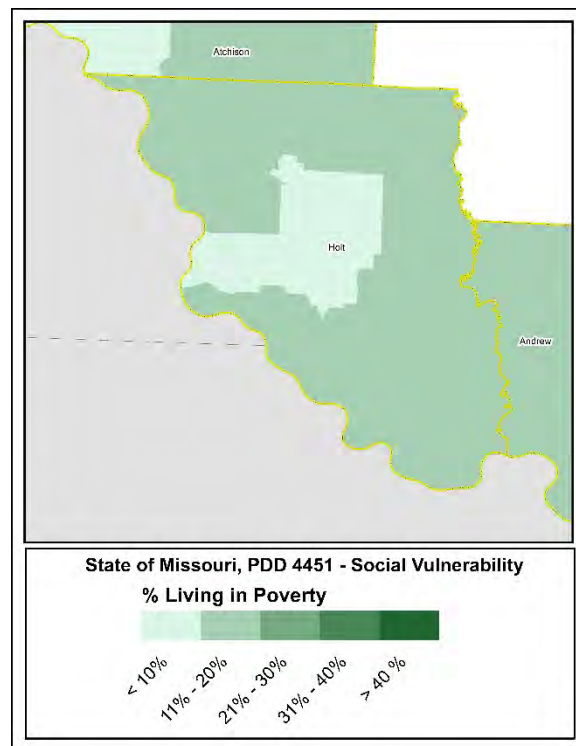 Atchison
Holt
Andrew
State of Missouri, PDD 4451 - Social Vulnerability
% Living in Poverty
< 10%
11% - 20%
21% - 30%
31% - 40%
> 40 %